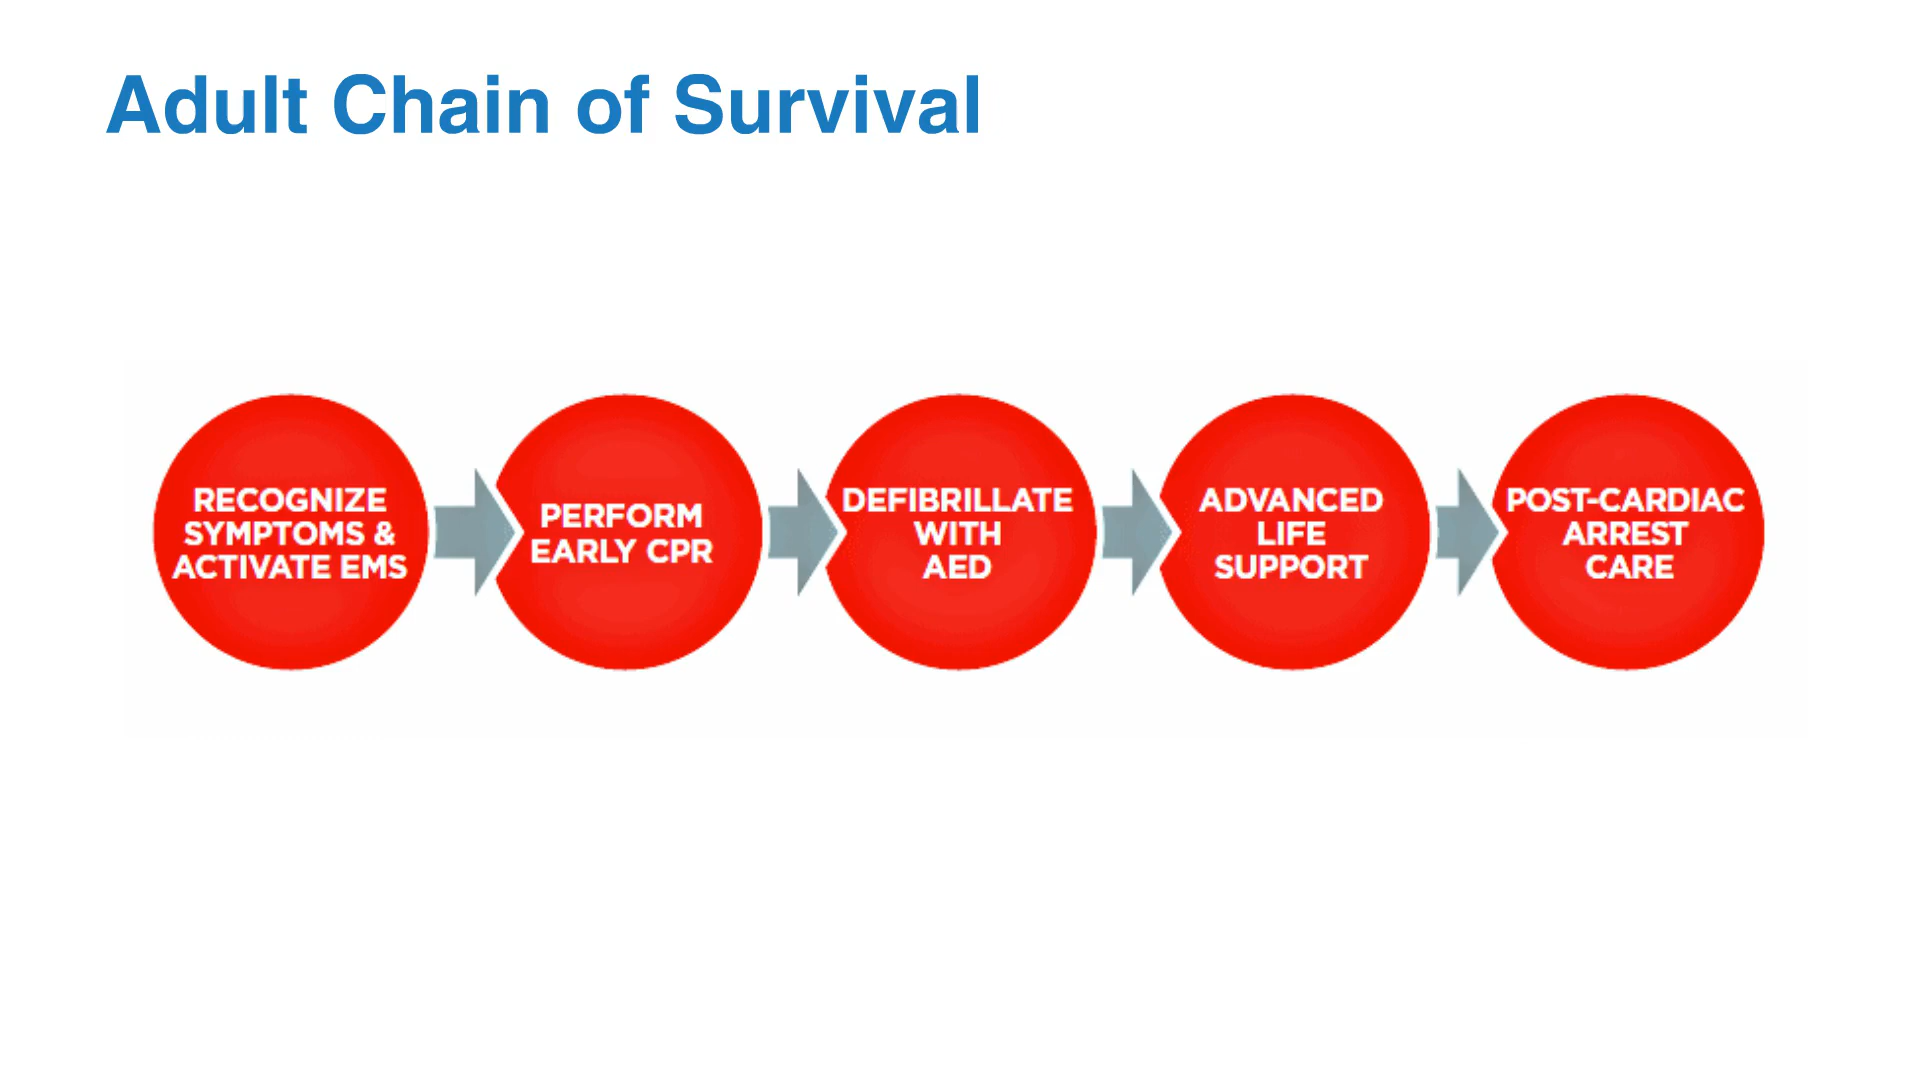 Adult Chain of Survival
RECOGNIZE
SYMPTOMS &
ACTIVATE EMS
PERFORM
EARLY CPR
DEFIBRILLATE
WITH
AED
ADVANCED
LIFE
SUPPORT
POST-CARDIAC
ARREST
CARE